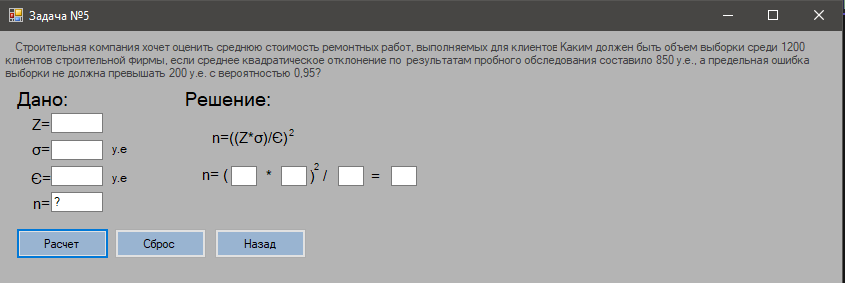 Задача №5
Строительная компания хочет оценить среднюю стоимость ремонтных работ, выполняемых для клиентов Каким должен быть объем выборки среди 1200
клиентов строительной фирмы, если среднее квадратическое отклонение по результатам пробного обследования составило 850 у.е., а предельная ошибка
выборки не должна превышать 200 у.е. с вероятностью 0,95?
Дано: Решение:
Z=
n=((Z*σ)/Є)²
σ= у.е
Є= у.е
n= ( * )² / =
n= ?
Расчет Сброс Назад